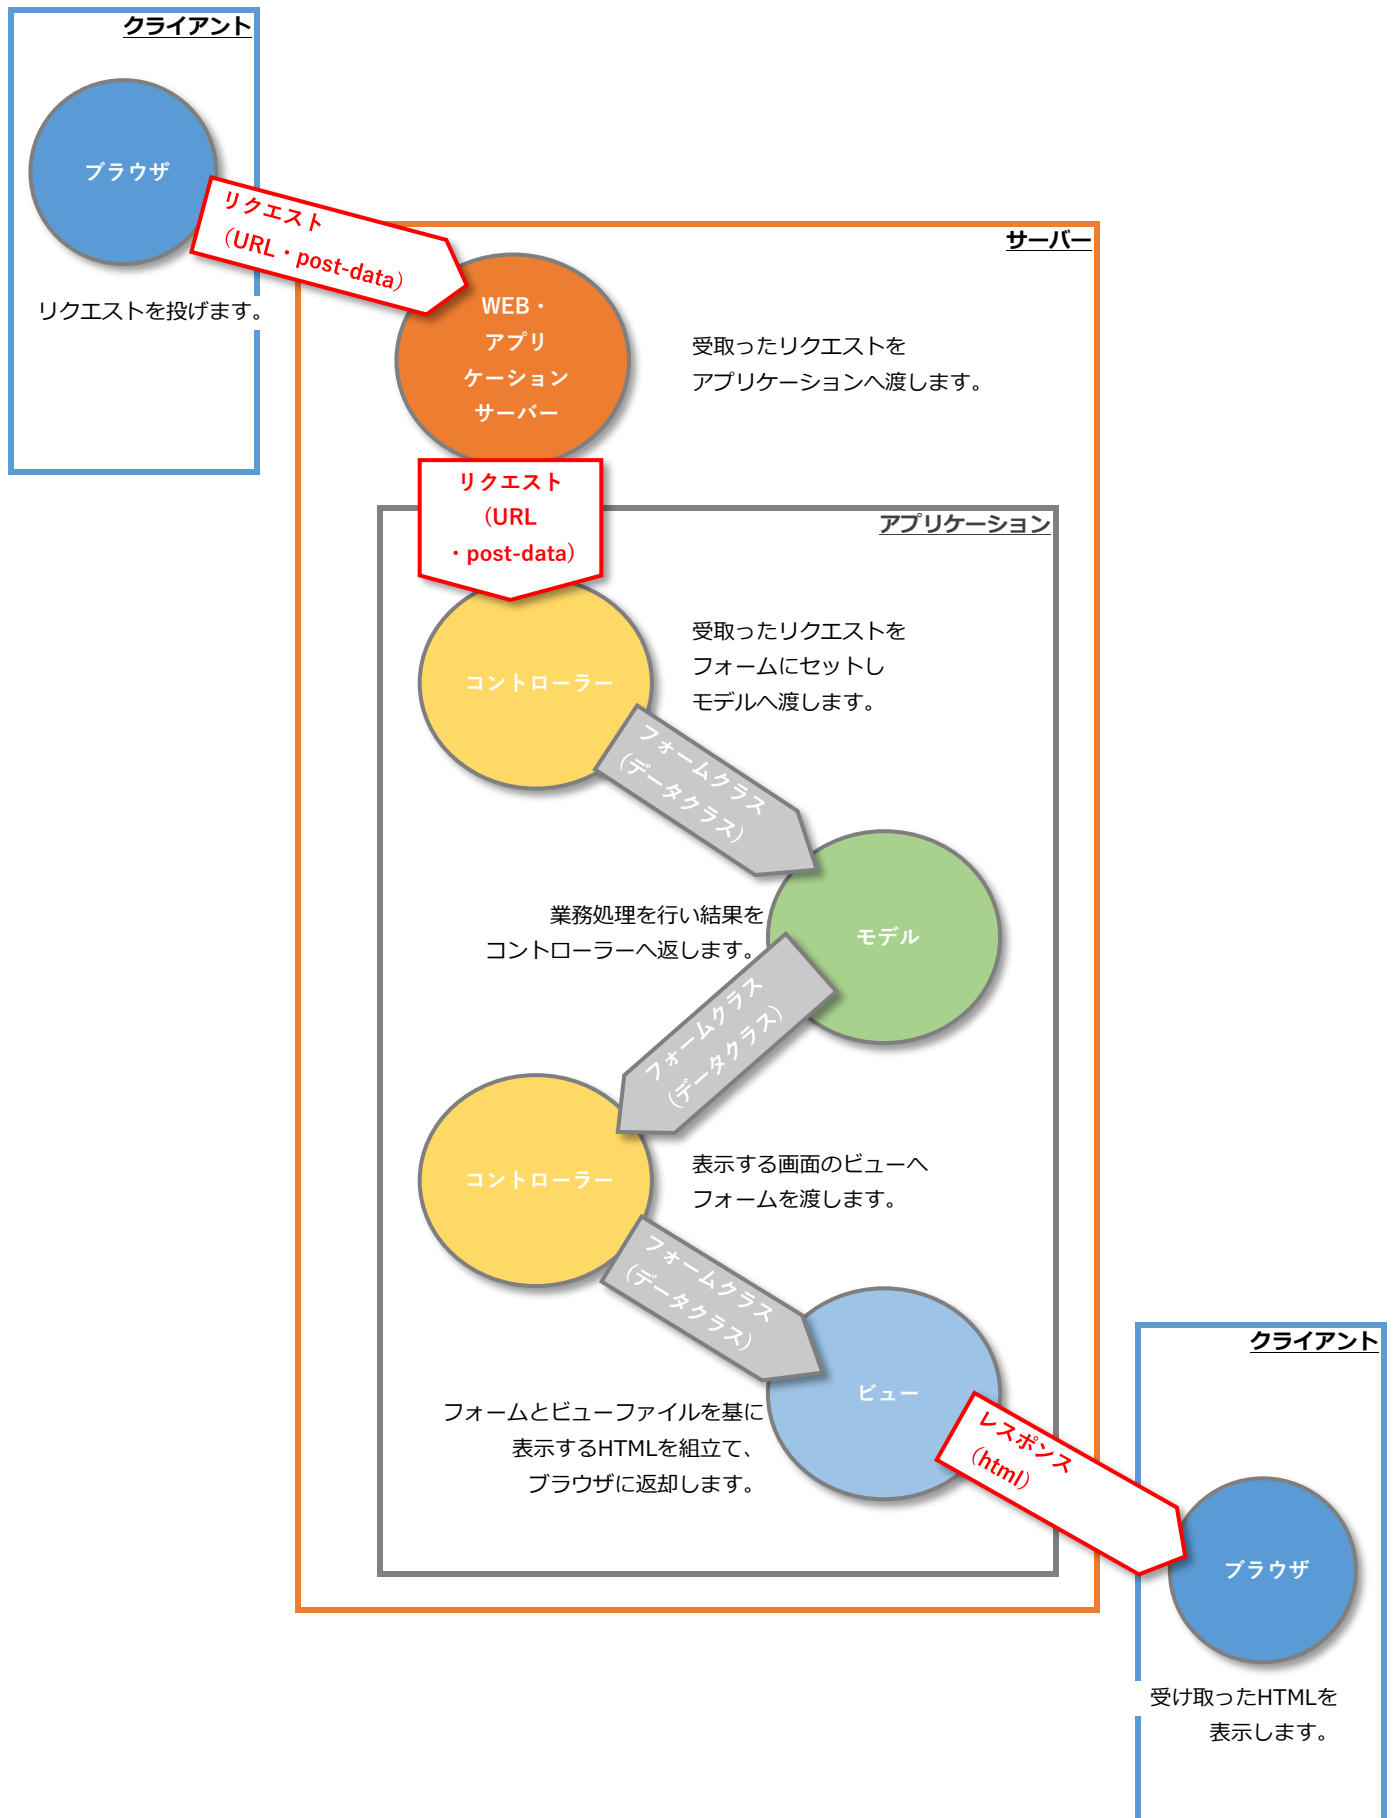 クライアント
ブラウザ
リクエスト
（URL・post-data）
リクエストを投げます。
サーバー
WEB・
アプリ
ケーション
サーバー
受取ったリクエストを
アプリケーションへ渡します。
リクエスト
（URL
・post-data）
アプリケーション
コントローラー
受取ったリクエストを
フォームにセットし
モデルへ渡します。
フォームクラス
（データクラス）
モデル
業務処理を行い結果を
コントローラーへ返します。
フォームクラス
（データクラス）
コントローラー
表示する画面のビューへ
フォームを渡します。
フォームクラス
（データクラス）
ビュー
フォームとビューファイルを基に
表示するHTMLを組立て、
ブラウザに返却します。
レスポンス
（html）
クライアント
ブラウザ
受け取ったHTMLを
表示します。